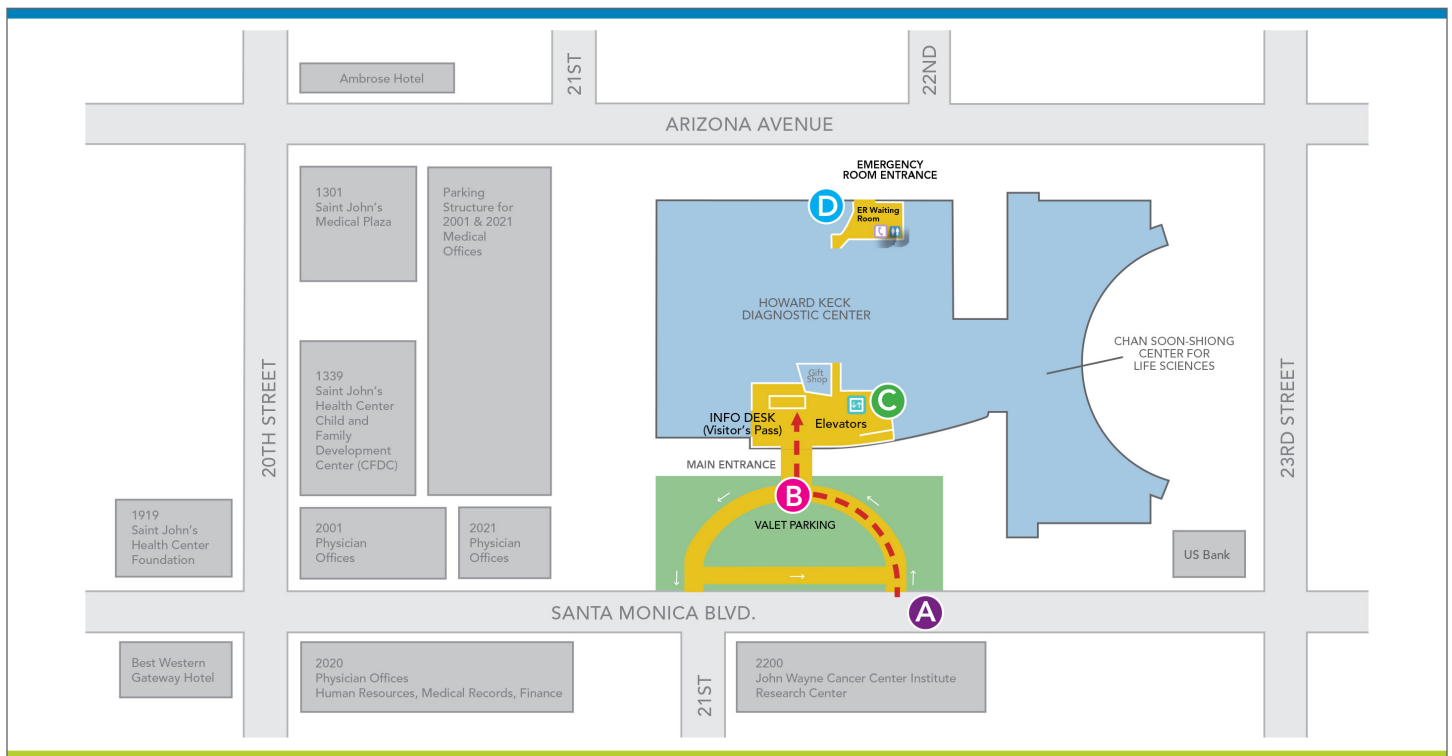 21ST
22ND
Ambrose Hotel
ARIZONA AVENUE
EMERGENCY
ROOM ENTRANCE
1301
Saint John's
Medical Plaza
Parking
Structure for
2001 & 2021
Medical
Offices
D
ER Waiting
Room
HOWARD KECK
DIAGNOSTIC CENTER
CHAN SOON-SHIONG
CENTER FOR
LIFE SCIENCES
20TH STREET
23RD STREET
1339
Saint John's
Health Center
Child and
Family
Development
Center (CFDC)
Gift
Shop
C
INFO DESK
(Visitor's Pass)
Elevators
MAIN ENTRANCE
B
VALET PARKING
1919
Saint John's
Health Center
Foundation
2001
Physician
Offices
2021
Physician
Offices
US Bank
SANTA MONICA BLVD.
A
Best Western
Gateway Hotel
2020
Physician Offices
Human Resources, Medical Records, Finance
21ST
2200
John Wayne Cancer Center Institute
Research Center